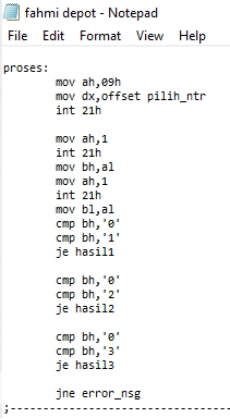 fahmi depot - Notepad
File Edit Format View Help
proses:
mov ah,09h
mov dx,offset pilih_ntr
int 21h
mov ah,1
int 21h
mov bh,al
mov ah,1
int 21h
mov bl,al
cmp bh,'0'
cmp bh,'1'
je hasil1
cmp bh,'0'
cmp bh,'2'
je hasil2
cmp bh,'0'
cmp bh,'3'
je hasil3
jne error_nsg
;---------------------------------